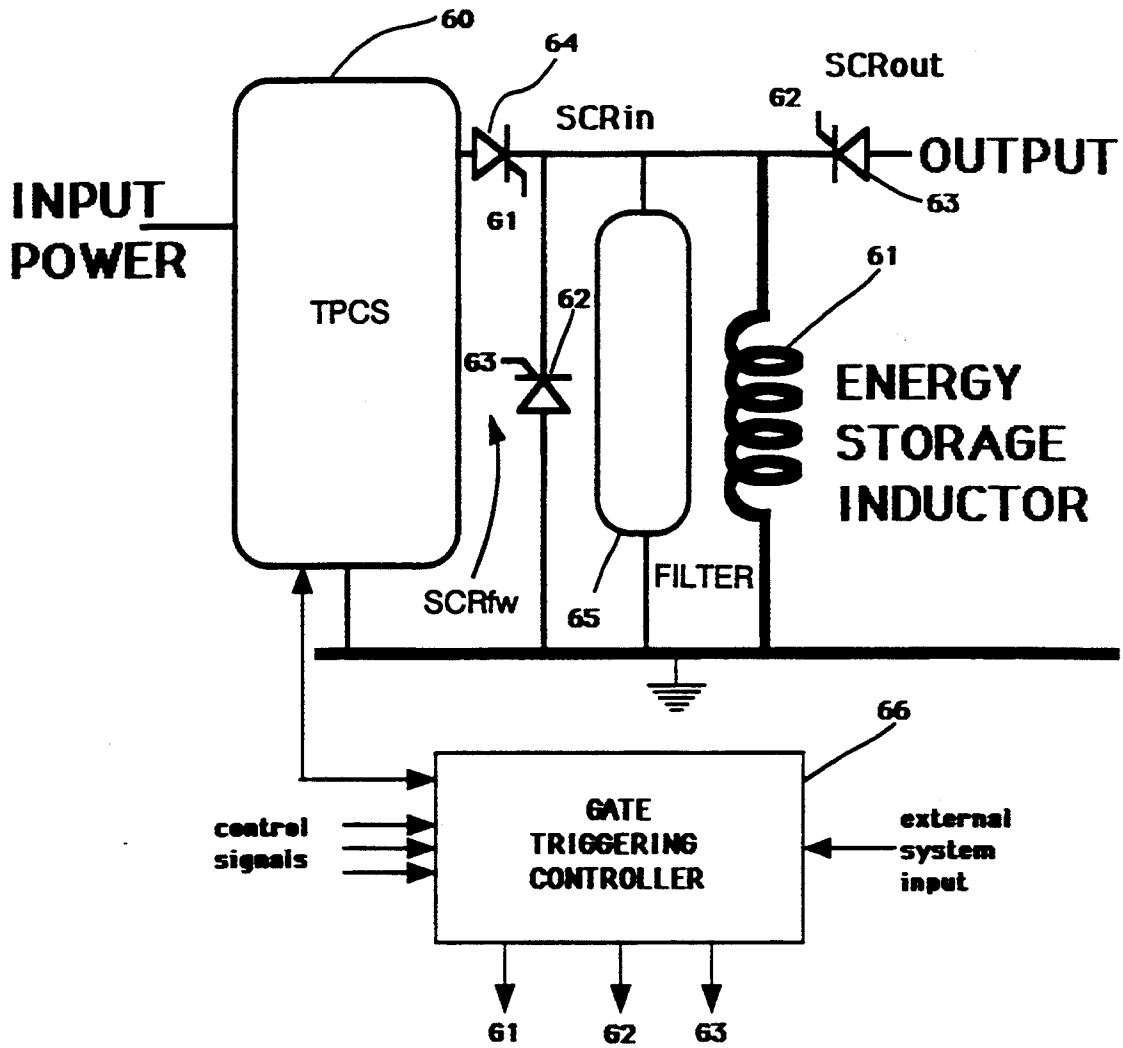 60
64
SCRin
SCRout
62
OUTPUT
63
INPUT
POWER
61
TPCS
62
61
63
ENERGY
STORAGE
INDUCTOR
SCRfw
65
FILTER
66
GATE
TRIGGERING
CONTROLLER
control
signals
external
system
input
61
62
63